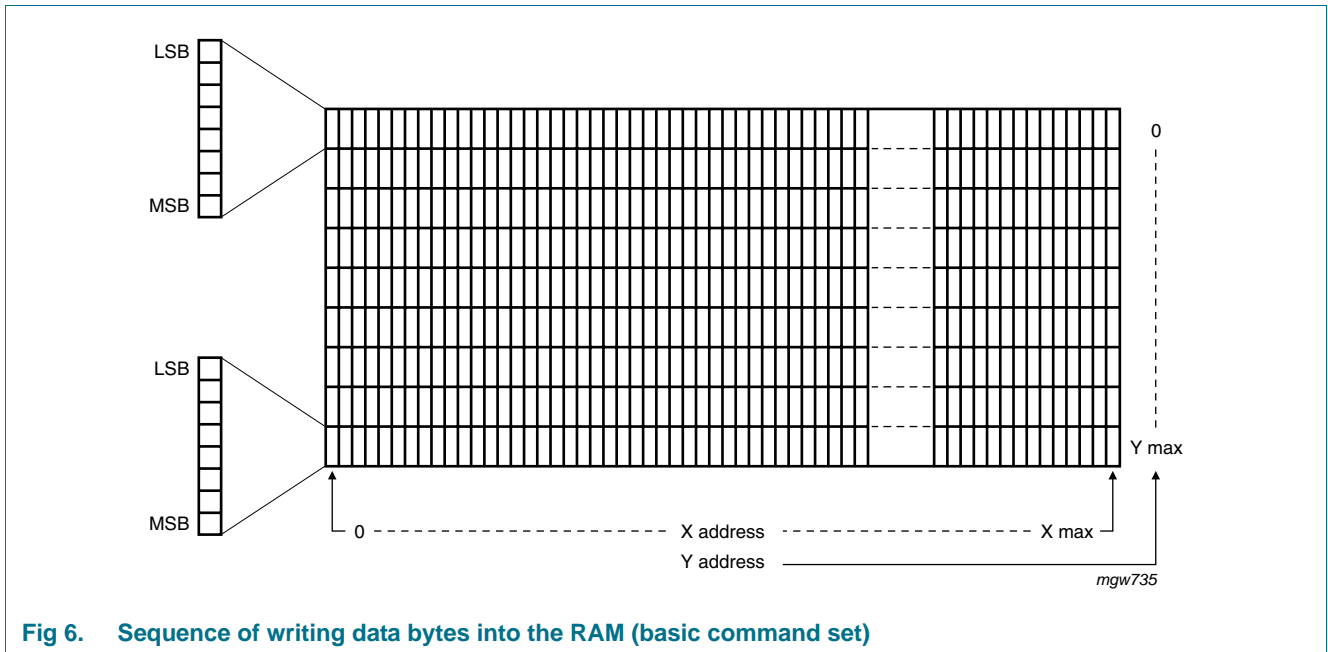 LSB
MSB
LSB
MSB
0
Y max
0 X address X max
Y address
mgw735
Fig 6. Sequence of writing data bytes into the RAM (basic command set)